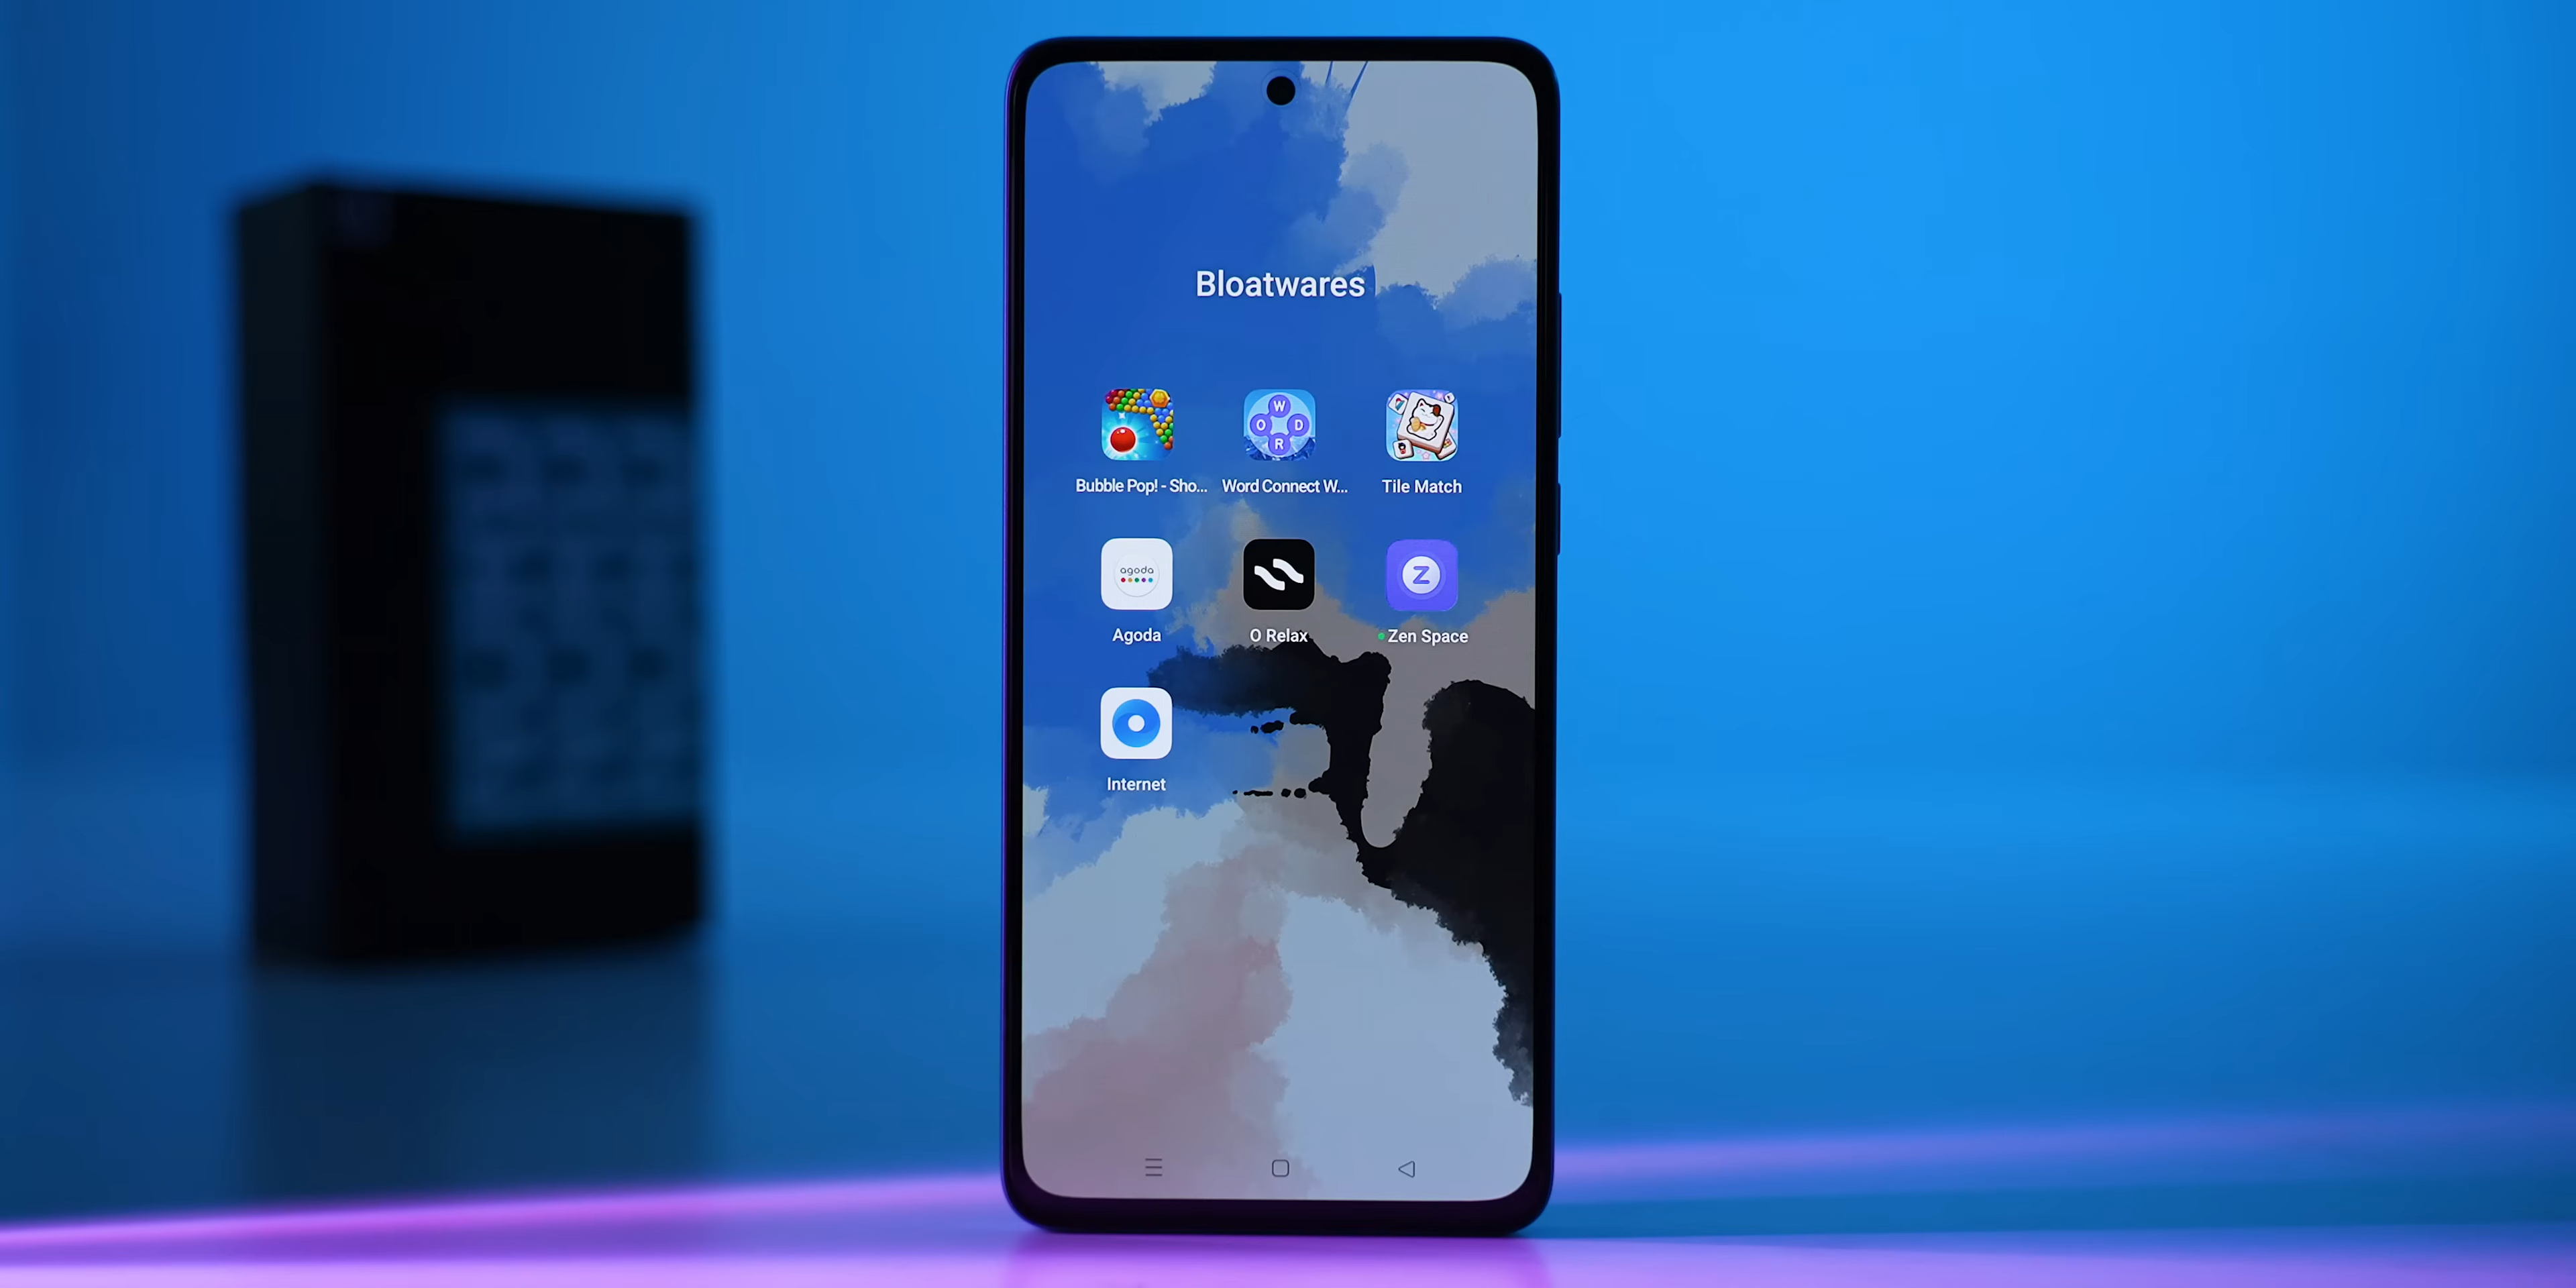 Bloatwares
W
O D
R
Bubble Pop! - Sho... Word Connect W... Tile Match
agoda
Z
Agoda O Relax Zen Space
Internet